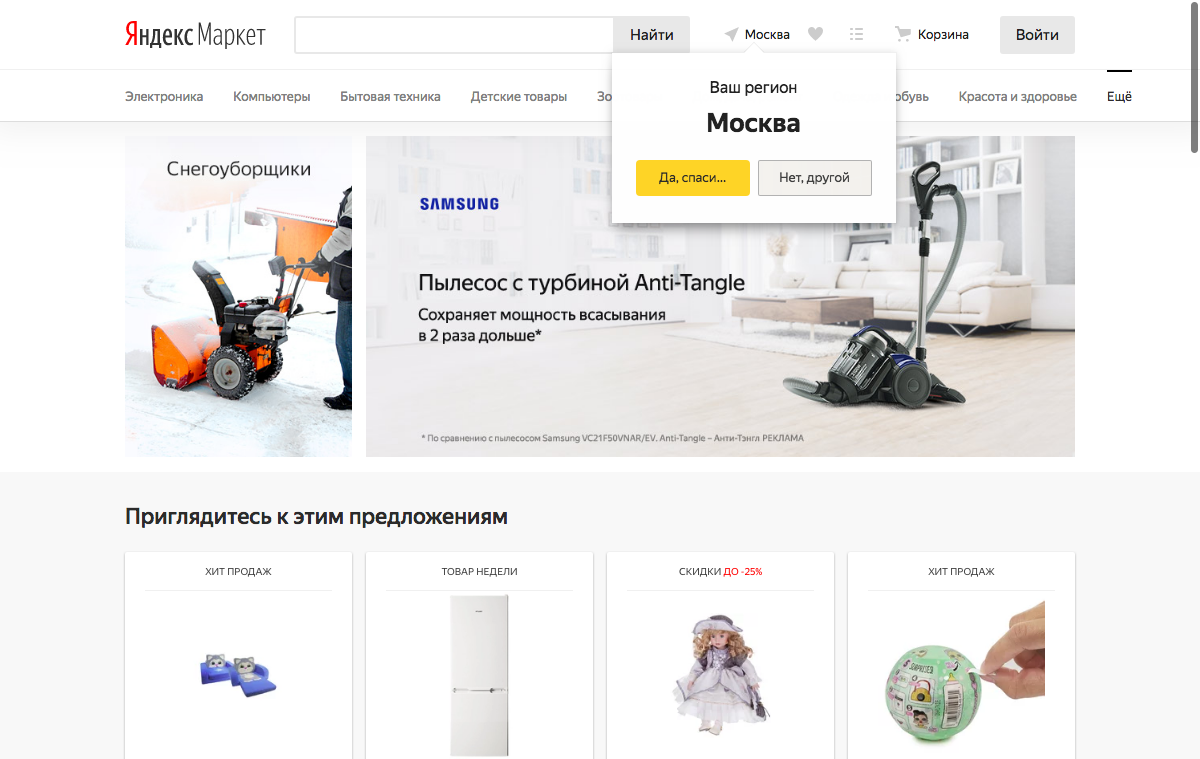 Яндекс Маркет
Найти
Москва
Корзина
Войти
Ваш регион
Москва
Да, спаси...
Нет, другой
Электроника
Компьютеры
Бытовая техника
Детские товары
Зо
обувь
Красота и здоровье
Ещё
Снегоуборщики
SAMSUNG
Пылесос с турбиной Anti-Tangle
Сохраняет мощность всасывания
в 2 раза дольше*
* По сравнению с пылесосом Samsung VC21F50VNAR/EV. Anti-Tangle – Анти-Тэнгл РЕКЛАМА
Приглядитесь к этим предложениям
ХИТ ПРОДАЖ
ТОВАР НЕДЕЛИ
СКИДКИ ДО -25%
ХИТ ПРОДАЖ